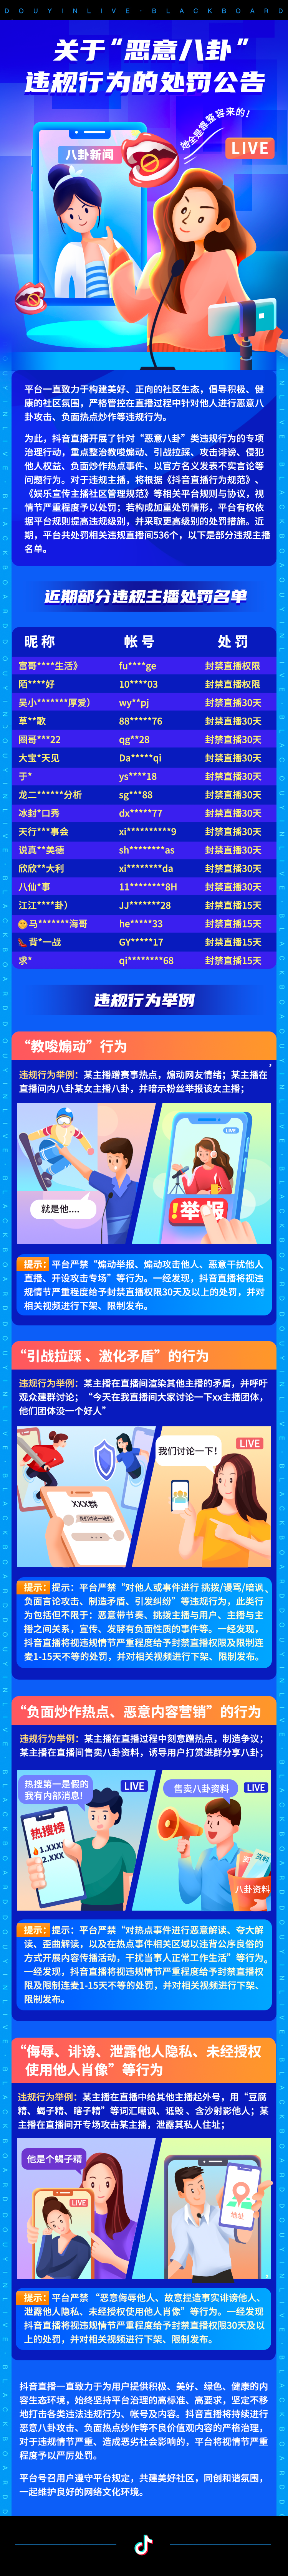 DOUYINLIVE·BLACKBOARD
关于“恶意八卦”
违规行为的处罚公告
她全是靠整容来的!
八卦新闻
LIVE
平台一直致力于构建美好、正向的社区生态，倡导积极、健
康的社区氛围，严格管控在直播过程中针对他人进行恶意八
卦攻击、负面热点炒作等违规行为。
为此，抖音直播开展了针对“恶意八卦”类违规行为的专项
治理行动，重点整治教唆煽动、引战拉踩、攻击诽谤、侵犯
他人权益、负面炒作热点事件、以官方名义发表不实言论等
问题行为。对于违规主播，将根据《抖音直播行为规范》、
《娱乐宣传主播社区管理规范》等相关平台规则与协议，视
情节严重程度予以处罚；若构成加重处罚情形，平台有权依
据平台规则提高违规级别，并采取更高级别的处罚措施。近
期，平台共处罚相关违规直播间536个，以下是部分违规主播
名单。
近期部分违规主播处罚名单
昵称 帐号 处罚
富哥****生活》 fu****ge 封禁直播权限
陌****好 10****03 封禁直播权限
吴小*******厚爱） wy**pj 封禁直播30天
草**歌 88*****76 封禁直播30天
圈哥***22 qg**28 封禁直播30天
大宝*天见 Da*****qi 封禁直播30天
于* ys****18 封禁直播30天
龙二******分析 sg***88 封禁直播30天
冰封*口秀 dx*****77 封禁直播30天
天行***事会 xi**********9 封禁直播30天
说真**美德 sh********as 封禁直播30天
欣欣**大利 xi********da 封禁直播30天
八仙*事 11********8H 封禁直播30天
江江****卦） JJ*******28 封禁直播15天
马*******海哥 he*****33 封禁直播15天
背*一战 GY*****17 封禁直播15天
求* qi********68 封禁直播15天
违规行为举例
“教唆煽动”行为
违规行为举例：某主播蹭赛事热点，煽动网友情绪；某主播在
直播间内八卦某女主播八卦，并暗示粉丝举报该女主播；
就是他....
LIVE
!举报
提示：平台严禁“煽动举报、煽动攻击他人、恶意干扰他人
直播、开设攻击专场”等行为。一经发现，抖音直播将视违
规情节严重程度给予封禁直播权限30天及以上的处罚，并对
相关视频进行下架、限制发布。
“引战拉踩、激化矛盾”的行为
违规行为举例：某主播在直播间渲染其他主播的矛盾，并呼吁
观众建群讨论；“今天在我直播间大家讨论一下xx主播团体，
他们团体没一个好人”
XXX群
我们讨论一下!
LIVE
提示：提示：平台严禁“对他人或事件进行 挑拨/谩骂/暗讽、
负面言论攻击、制造矛盾、引发纠纷”等违规行为，此类行
为包括但不限于：恶意带节奏、挑拨主播与用户、主播与主
播之间关系，宣传、发酵有负面性质的事件等。一经发现，
抖音直播将视违规情节严重程度给予封禁直播权限及限制连
麦1-15天不等的处罚，并对相关视频进行下架、限制发布。
“负面炒作热点、恶意内容营销”的行为
违规行为举例：某主播在直播过程中刻意蹭热点，制造争议；
某主播在直播间售卖八卦资料，诱导用户打赏进群分享八卦；
热搜第一是假的
我有内部消息!
LIVE
热搜榜
1.XXX!
2.XXX
售卖八卦资料
LIVE
资料
八卦资料
提示：提示：平台严禁“对热点事件进行恶意解读、夸大解
读、歪曲解读，以及在热点事件相关区域以违背公序良俗的
方式开展内容传播活动，干扰当事人正常工作生活”等行为。
一经发现，抖音直播将视违规情节严重程度给予封禁直播权
限及限制连麦1-15天不等的处罚，并对相关视频进行下架、
限制发布。
“侮辱、诽谤、泄露他人隐私、未经授权
使用他人肖像”等行为
违规行为举例：某主播在直播中给其他主播起外号，用“豆腐
精、蝎子精、瞎子精”等词汇嘲讽、诋毁、含沙射影他人；某
主播在直播间开专场攻击某主播，泄露其私人住址；
他是个蝎子精
LIVE
地址
提示：平台严禁 “恶意侮辱他人、故意捏造事实诽谤他人、
泄露他人隐私、未经授权使用他人肖像”等行为。一经发现
抖音直播将视违规情节严重程度给予封禁直播权限30天及以
上的处罚，并对相关视频进行下架、限制发布。
抖音直播一直致力于为用户提供积极、美好、绿色、健康的内
容生态环境，始终坚持平台治理的高标准、高要求，坚定不移
地打击各类违法违规行为、帐号及内容。抖音直播将持续进行
恶意八卦攻击、负面热点炒作等不良价值观内容的严格治理，
对于违规情节严重、造成恶劣社会影响的，平台将视情节严重
程度予以严厉处罚。
平台号召用户遵守平台规定，共建美好社区，同创和谐氛围，
一起维护良好的网络文化环境。